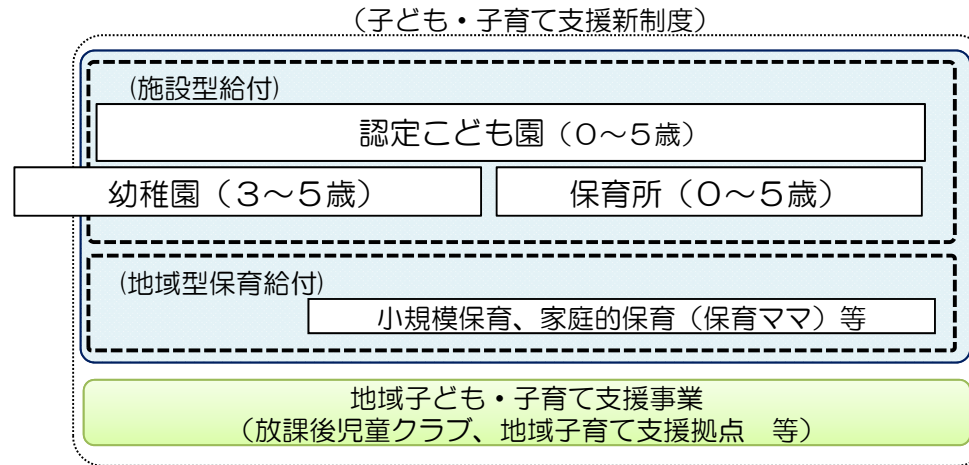 （子ども・子育て支援新制度）
(施設型給付)
認定こども園（０～５歳）
幼稚園（３～５歳）
保育所（０～５歳）
(地域型保育給付)
小規模保育、家庭的保育（保育ママ）等
地域子ども・子育て支援事業
（放課後児童クラブ、地域子育て支援拠点　等）